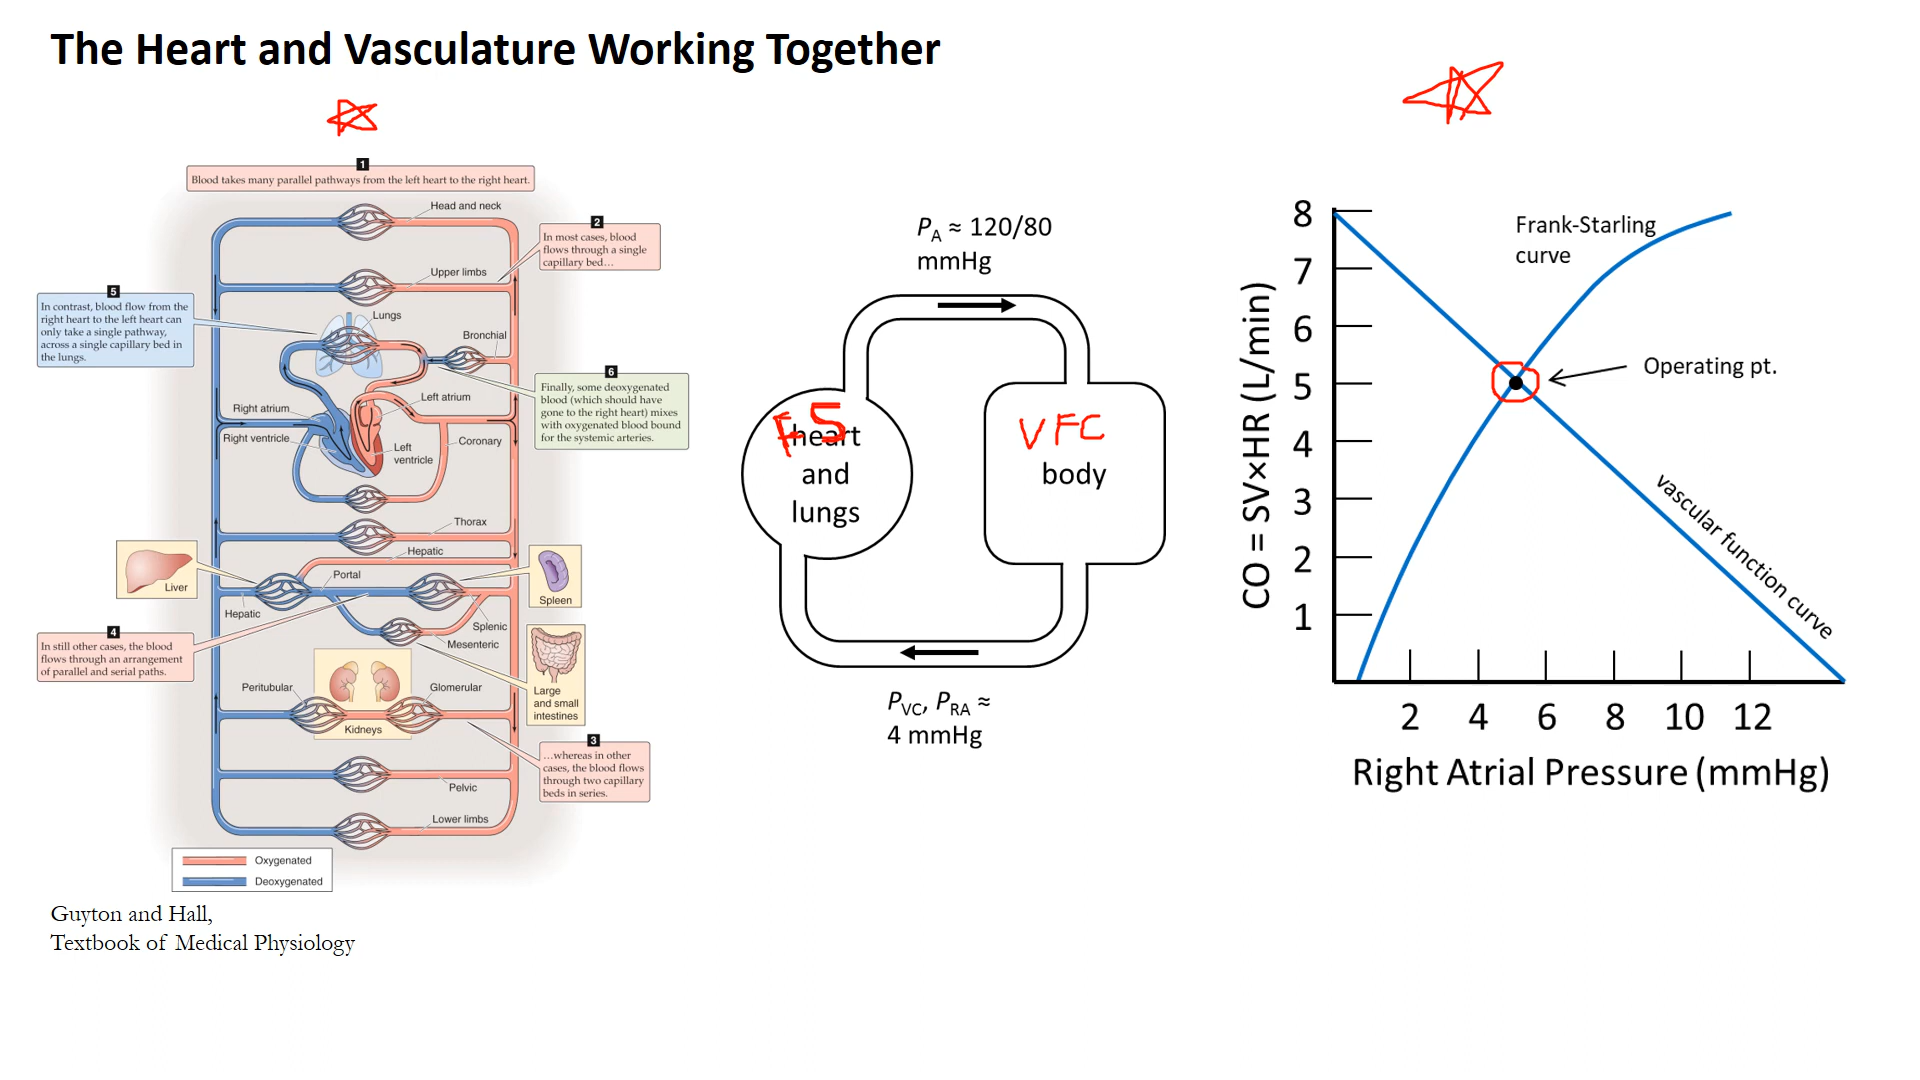 The Heart and Vasculature Working Together
1
Blood takes many parallel pathways from the left heart to the right heart.
Head and neck
2
In most cases, blood
flows through a single
capillary bed...
Upper limbs
5
In contrast, blood flow from the
right heart to the left heart can
only take a single pathway,
across a single capillary bed in
the lungs.
Lungs
Bronchial
6
Finally, some deoxygenated
blood (which should have
gone to the right heart) mixes
with oxygenated blood bound
for the systemic arteries.
Left atrium
Right atrium
Right ventricle
Left
ventricle
Coronary
Thorax
Hepatic
Portal
Liver
Hepatic
Spleen
Splenic
Mesenteric
4
In still other cases, the blood
flows through an arrangement
of parallel and serial paths.
Large
and small
intestines
Peritubular
Glomerular
Kidneys
3
...whereas in other
cases, the blood flows
through two capillary
beds in series.
Pelvic
Lower limbs
Oxygenated
Deoxygenated
Guyton and Hall,
Textbook of Medical Physiology
PA ≈ 120/80
mmHg
FS
heart
and
lungs
VFC
body
PVC, PRA ≈
4 mmHg
CO = SV×HR (L/min)
8
7
6
5
4
3
2
1
Frank-Starling
curve
Operating pt.
vascular function curve
2 4 6 8 10 12
Right Atrial Pressure (mmHg)